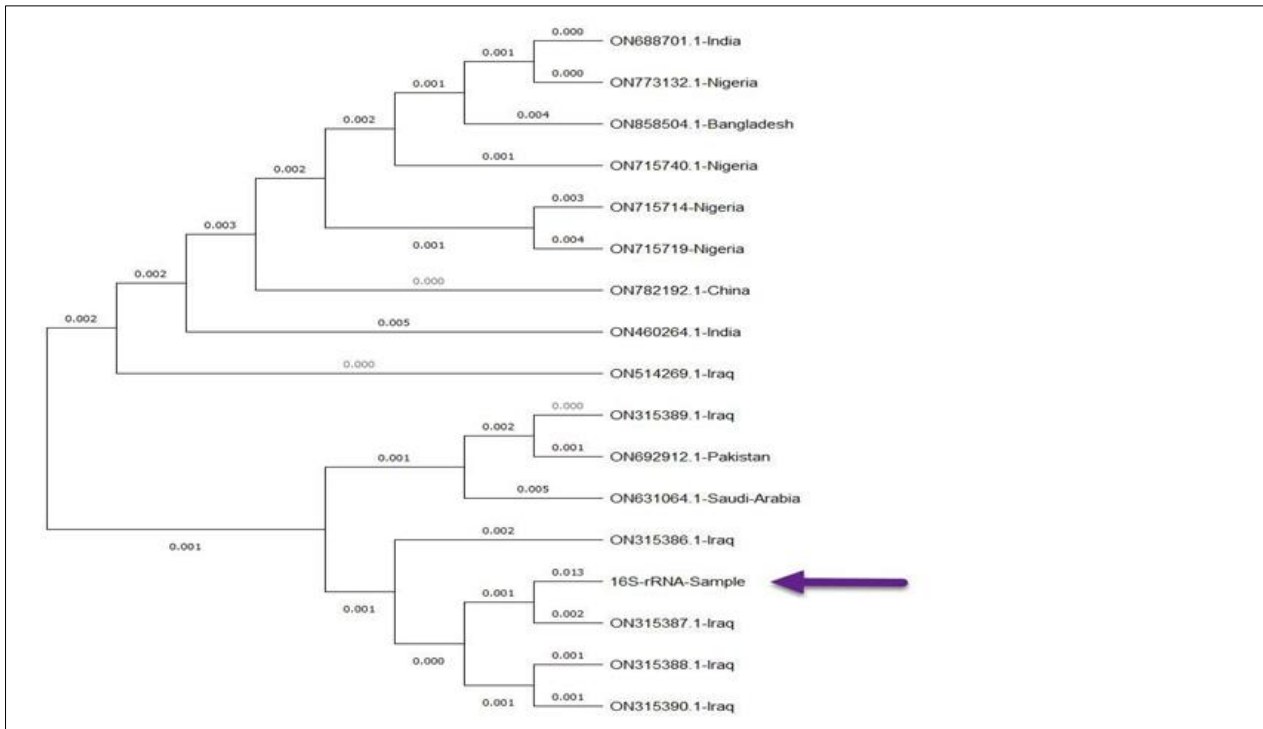 0.000
ON688701.1-India
0.001
0.000
ON773132.1-Nigeria
0.001
0.001
0.004
ON858504.1-Bangladesh
0.002
0.001
ON715740.1-Nigeria
0.002
0.003
ON715714-Nigeria
0.003
0.001
0.004
ON715719-Nigeria
0.002
0.000
ON782192.1-China
0.002
0.005
ON460264.1-India
0.000
ON514269.1-Iraq
0.000
ON315389.1-Iraq
0.002
0.001
ON692912.1-Pakistan
0.001
0.005
ON631064.1-Saudi-Arabia
0.001
0.002
ON315386.1-Iraq
0.013
16S-rRNA-Sample
0.001
0.001
0.002
ON315387.1-Iraq
0.000
0.001
ON315388.1-Iraq
0.001
0.001
ON315390.1-Iraq